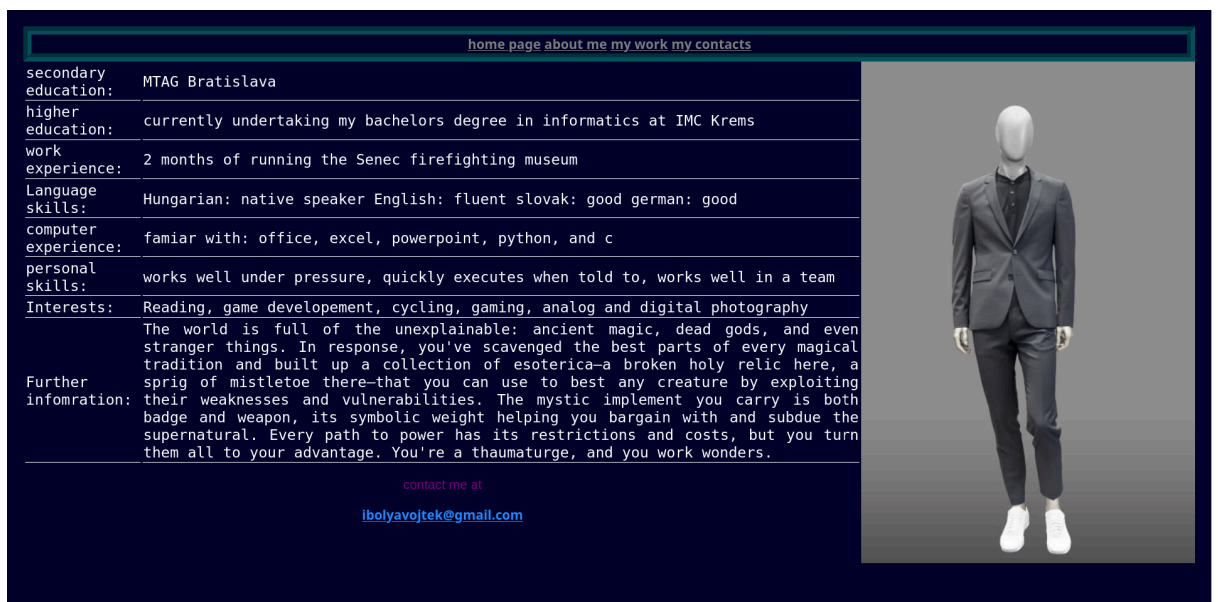 home page about me my work my contacts
secondary
education:
MTAG Bratislava
higher
education:
currently undertaking my bachelors degree in informatics at IMC Krems
work
experience:
2 months of running the Senec firefighting museum
Language
skills:
Hungarian: native speaker English: fluent slovak: good german: good
computer
experience:
famiar with: office, excel, powerpoint, python, and c
personal
skills:
works well under pressure, quickly executes when told to, works well in a team
Interests:
Reading, game developement, cycling, gaming, analog and digital photography
Further
infomration:
The world is full of the unexplainable: ancient magic, dead gods, and even
stranger things. In response, you've scavenged the best parts of every magical
tradition and built up a collection of esoterica—a broken holy relic here, a
sprig of mistletoe there—that you can use to best any creature by exploiting
their weaknesses and vulnerabilities. The mystic implement you carry is both
badge and weapon, its symbolic weight helping you bargain with and subdue the
supernatural. Every path to power has its restrictions and costs, but you turn
them all to your advantage. You're a thaumaturge, and you work wonders.
contact me at
ibolyavojtek@gmail.com